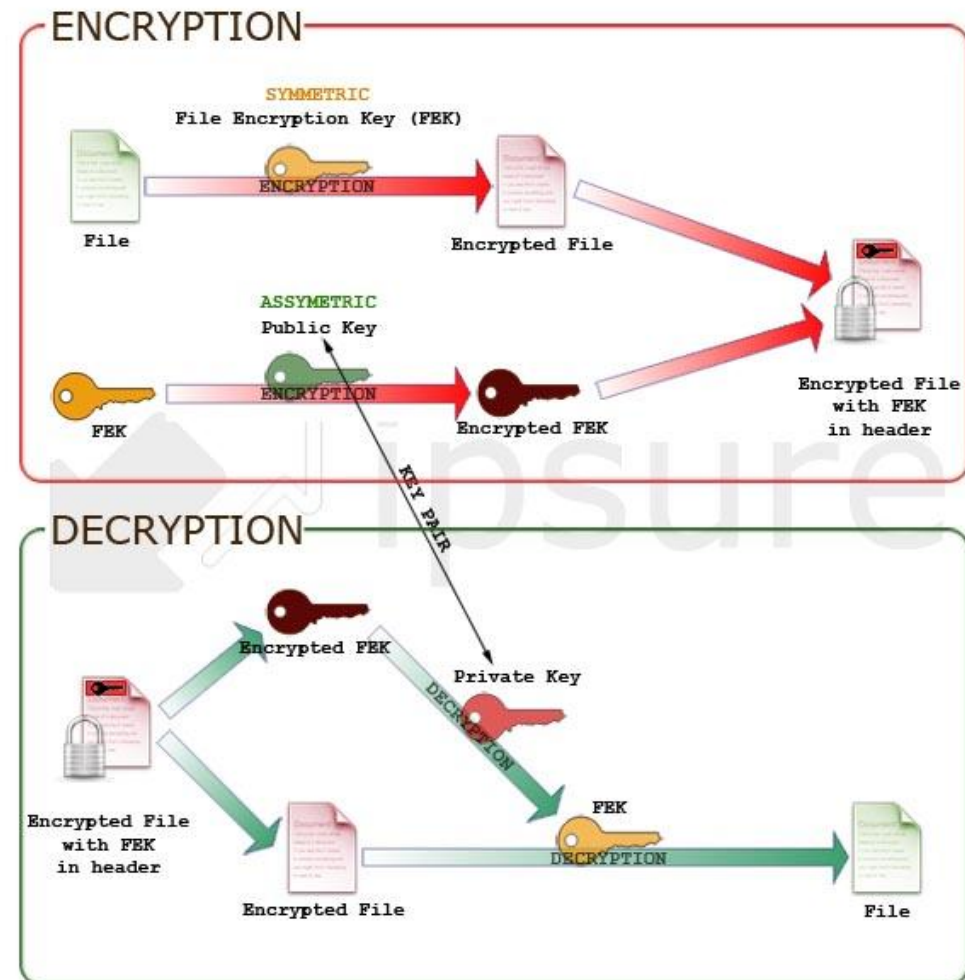 ENCRYPTION
SYMMETRIC
File Encryption Key (FEK)
ENCRYPTION
File
Encrypted File
ASSYMETRIC
Public Key
ENCRYPTION
FEK
Encrypted FEK
Encrypted File
with FEK
in header
KEY PAIR
ipsure
DECRYPTION
Encrypted FEK
Private Key
DECRYPTION
Encrypted File
with FEK
in header
FEK
DECRYPTION
Encrypted File
File